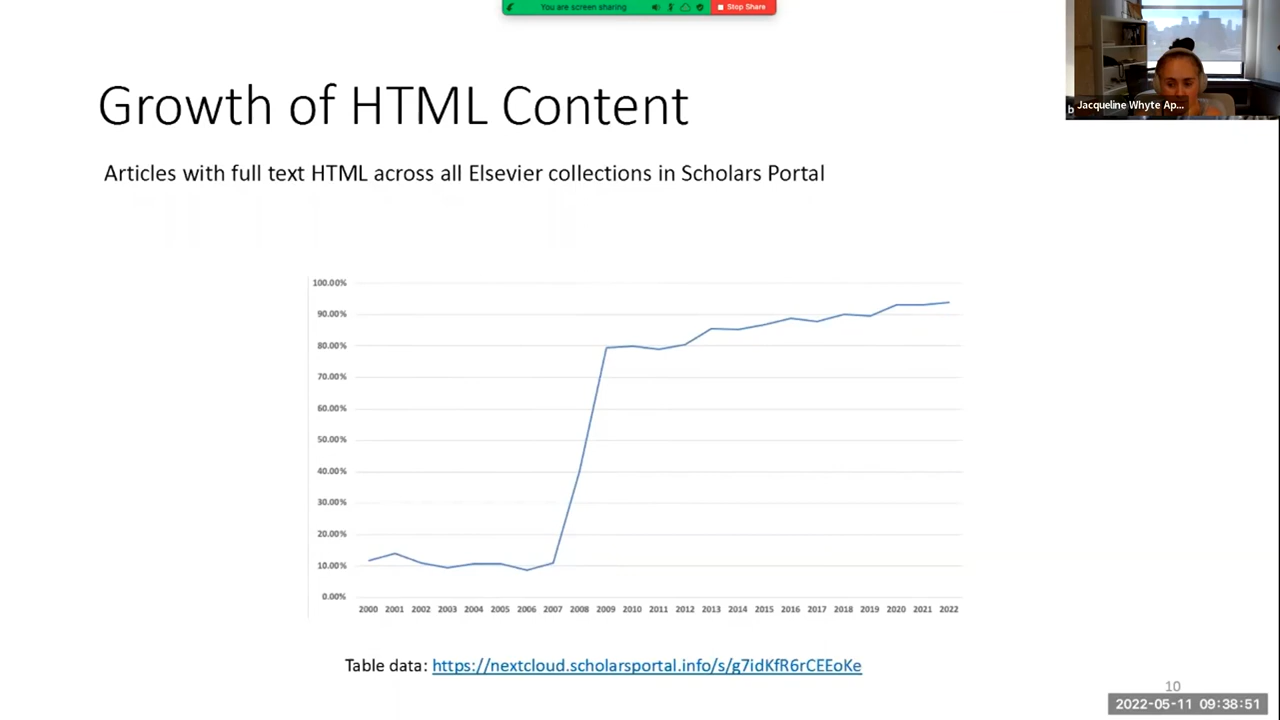 You are screen sharing
Stop Share
Jacqueline Whyte Ap...
Growth of HTML Content
Articles with full text HTML across all Elsevier collections in Scholars Portal
100.00%
90.00%
80.00%
70.00%
60.00%
50.00%
40.00%
30.00%
20.00%
10.00%
0.00%
2000 2001 2002 2003 2004 2005 2006 2007 2008 2009 2010 2011 2012 2013 2014 2015 2016 2017 2018 2019 2020 2021 2022
Table data: https://nextcloud.scholarsportal.info/s/g7idKfR6rCEEoKe
10
2022-05-11 09:38:51